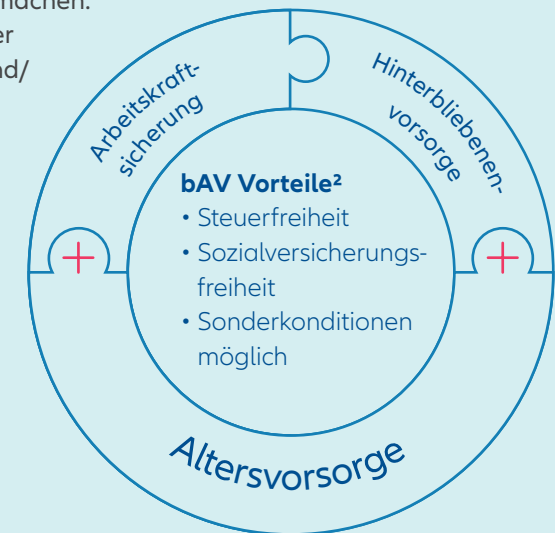 machen.
er
nd/
Arbeitskraft-
sicherung
Hinterbliebenen-
vorsorge
bAV Vorteile²
• Steuerfreiheit
• Sozialversicherungs-
freiheit
• Sonderkonditionen
möglich
+
+
Altersvorsorge